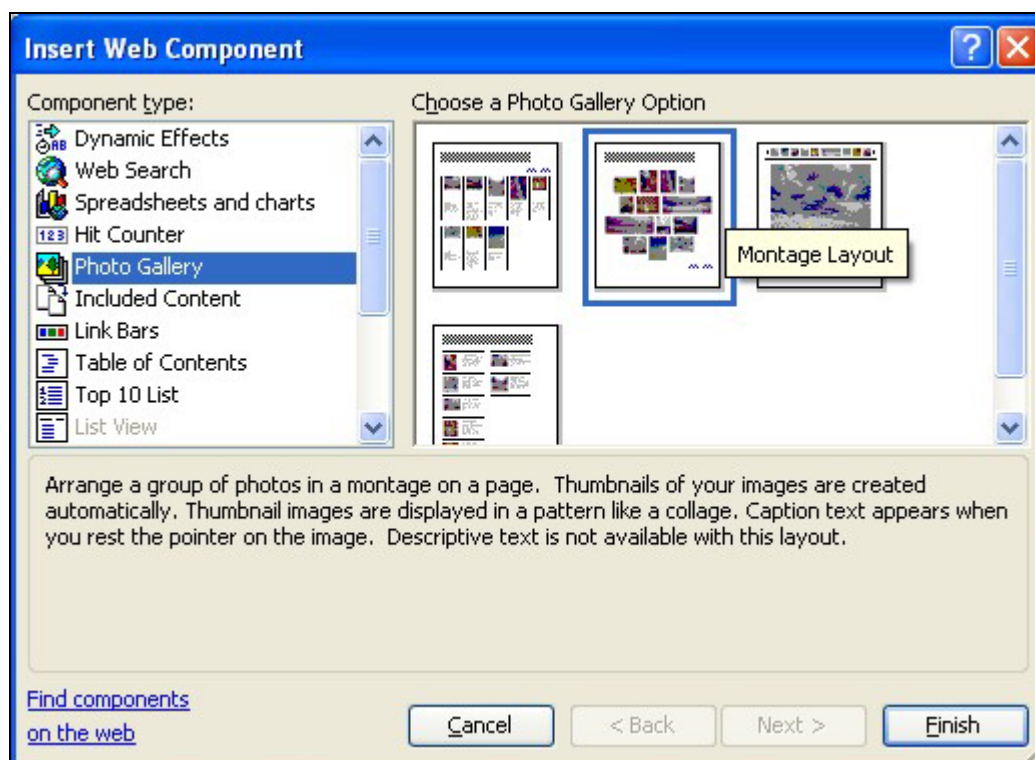 Insert Web Component
Component type:
Dynamic Effects
Web Search
Spreadsheets and charts
123 Hit Counter
Photo Gallery
Included Content
Link Bars
Table of Contents
Top 10 List
List View
Choose a Photo Gallery Option
Montage Layout
Arrange a group of photos in a montage on a page.  Thumbnails of your images are created
automatically. Thumbnail images are displayed in a pattern like a collage. Caption text appears when
you rest the pointer on the image.  Descriptive text is not available with this layout.
Find components
on the web
Cancel
< Back
Next >
Finish